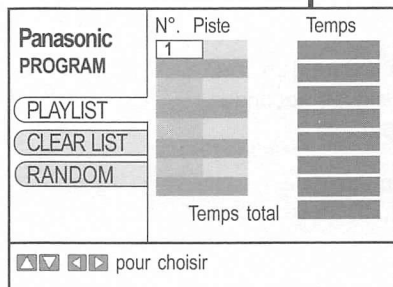 Panasonic
PROGRAM
PLAYLIST
CLEAR LIST
RANDOM
N°. Piste Temps
1
Temps total
pour choisir